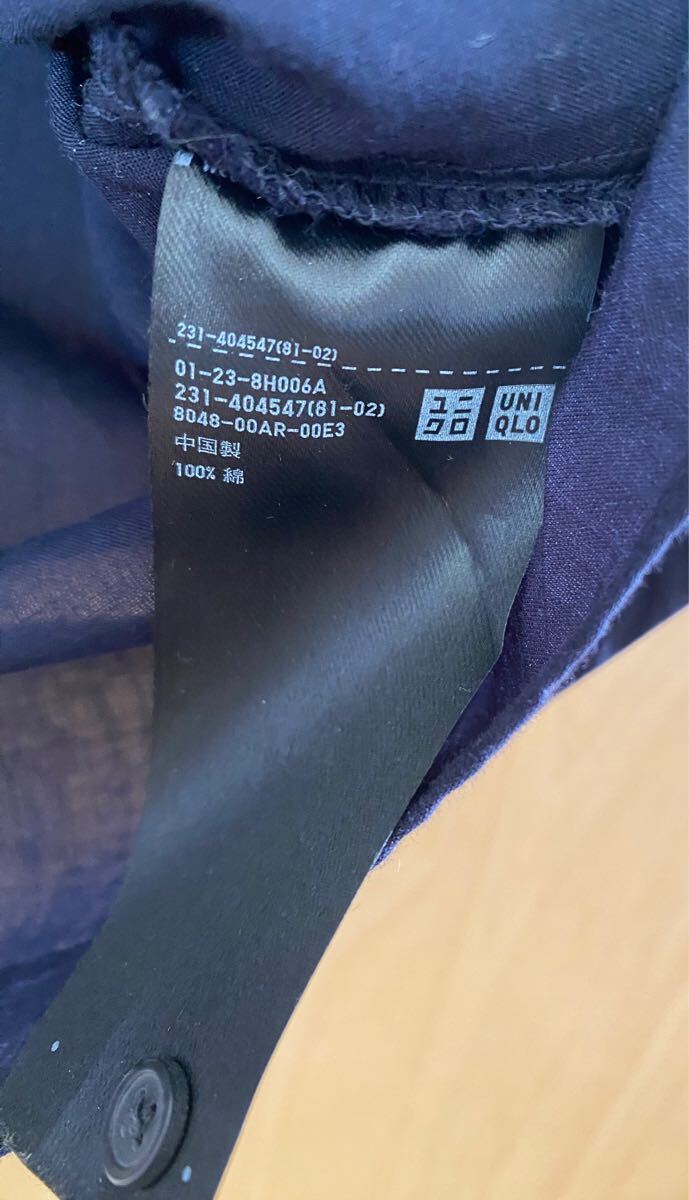 231-404547(81-02)
01-23-8H006A
231-404547(81-02)
8048-00AR-00E3
中国製
100% 綿
ユニ
クロ
UNI
QLO